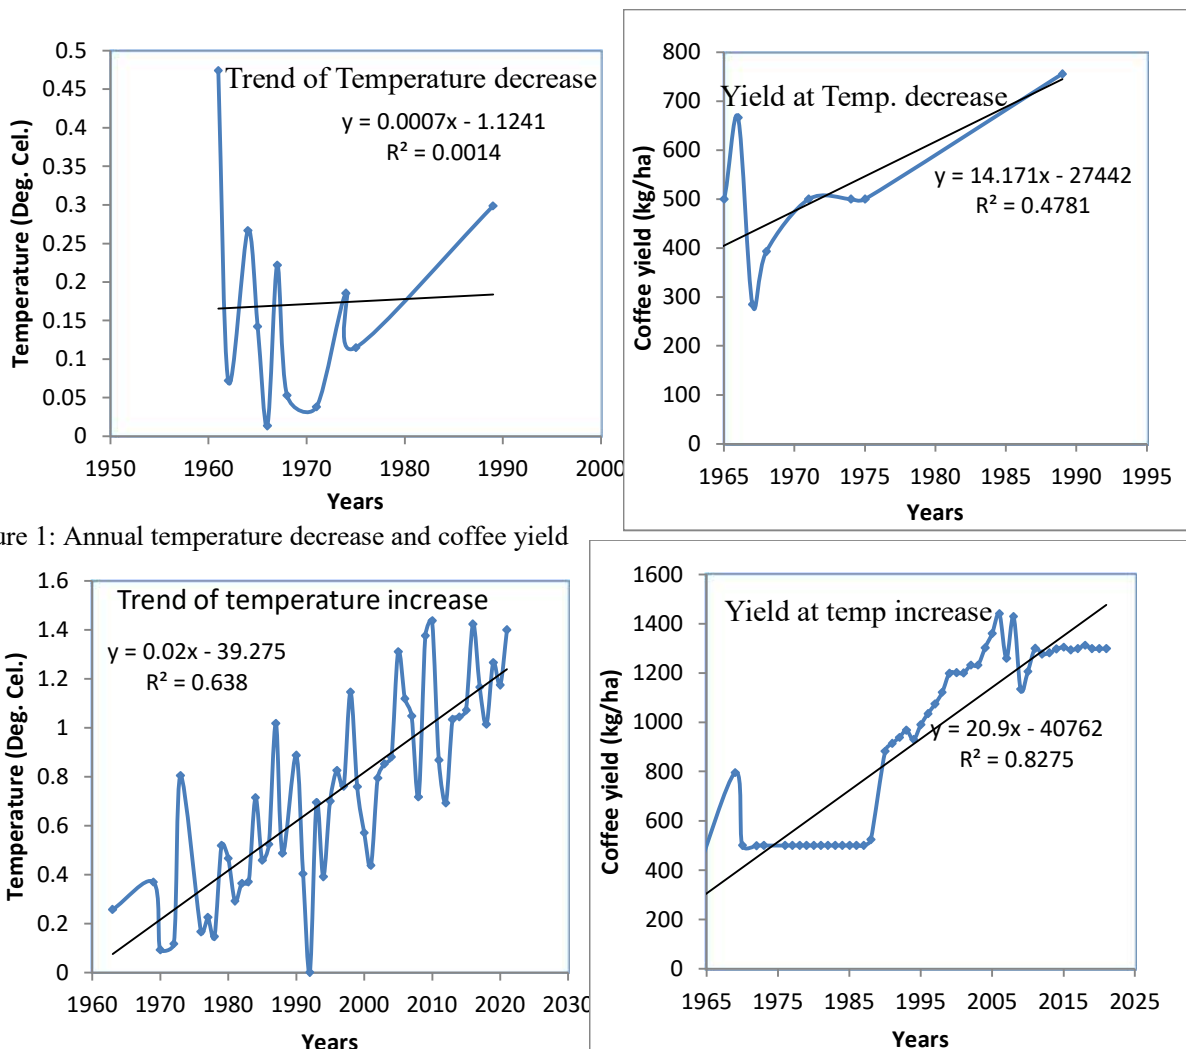 Trend of Temperature decrease
y = 0.0007x - 1.1241
R² = 0.0014
Temperature (Deg. Cel.)
0.5
0.45
0.4
0.35
0.3
0.25
0.2
0.15
0.1
0.05
0
1950 1960 1970 1980 1990 2000
Years
Yield at Temp. decrease
y = 14.171x - 27442
R² = 0.4781
Coffee yield (kg/ha)
800
700
600
500
400
300
200
100
0
1965 1970 1975 1980 1985 1990 1995
Years
ure 1: Annual temperature decrease and coffee yield
Trend of temperature increase
y = 0.02x - 39.275
R² = 0.638
Temperature (Deg. Cel.)
1.6
1.4
1.2
1
0.8
0.6
0.4
0.2
0
1960 1970 1980 1990 2000 2010 2020 2030
Years
Yield at temp increase
y = 20.9x - 40762
R² = 0.8275
Coffee yield (kg/ha)
1600
1400
1200
1000
800
600
400
200
0
1965 1975 1985 1995 2005 2015 2025
Years